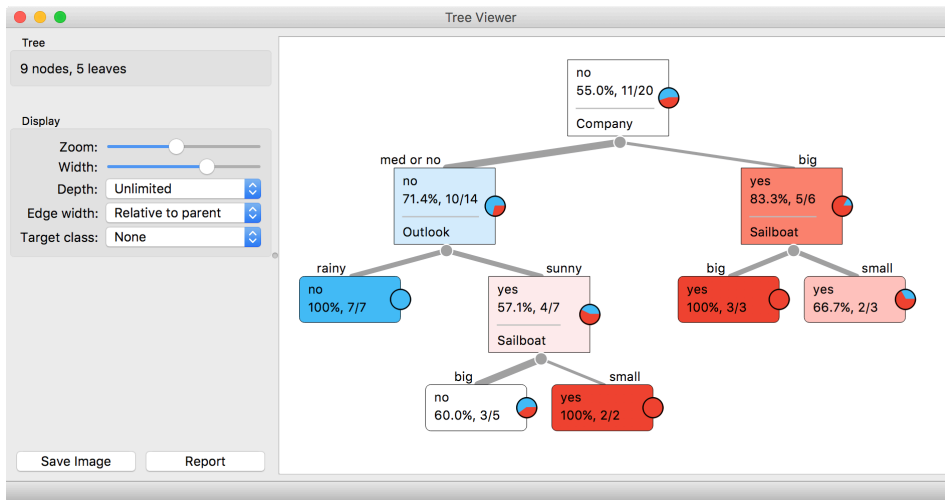 Tree Viewer
Tree
9 nodes, 5 leaves
Display
Zoom:
Width:
Depth: Unlimited
Edge width: Relative to parent
Target class: None
Save Image Report
no
55.0%, 11/20
Company
med or no
big
no
71.4%, 10/14
Outlook
yes
83.3%, 5/6
Sailboat
rainy
sunny
big
small
no
100%, 7/7
yes
57.1%, 4/7
Sailboat
yes
100%, 3/3
yes
66.7%, 2/3
big
small
no
60.0%, 3/5
yes
100%, 2/2